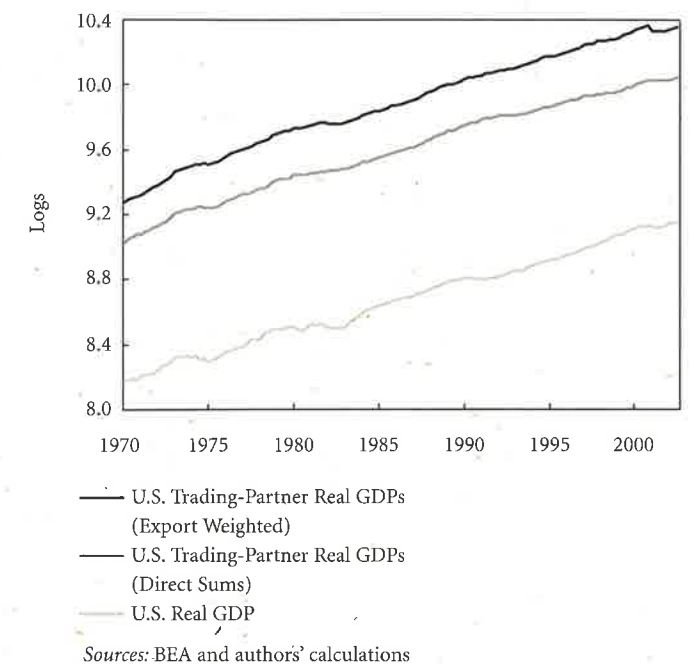 10.4
10.0
9.6
9.2
8.8
8.4
8.0
Logs
1970 1975 1980 1985 1990 1995 2000
U.S. Trading-Partner Real GDPs
(Export Weighted)
U.S. Trading-Partner Real GDPs
(Direct Sums)
U.S. Real GDP
Sources: BEA and authors' calculations